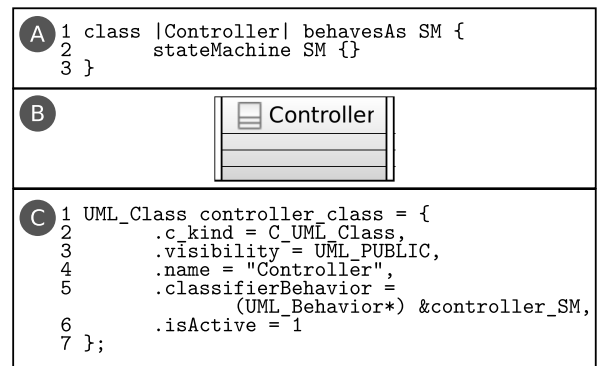 A
1 class |Controller| behavesAs SM {
2 stateMachine SM {}
3 }
B
Controller
C
1 UML_Class controller_class = {
2 .c_kind = C_UML_Class,
3 .visibility = UML_PUBLIC,
4 .name = "Controller",
5 .classifierBehavior =
(UML_Behavior*) &controller_SM,
6 .isActive = 1
7 };